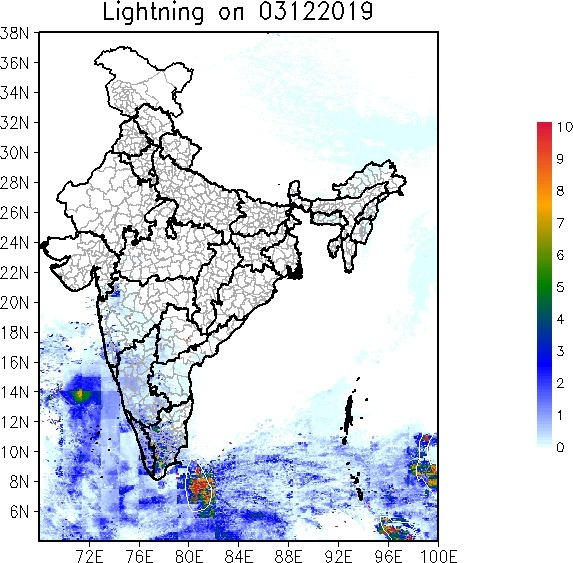 Lightning on 03122019
38N
36N
34N
32N
30N
28N
26N
24N
22N
20N
18N
16N
14N
12N
10N
8N
6N
72E 76E 80E 84E 88E 92E 96E 100E
10
9
8
7
6
5
4
3
2
1
0